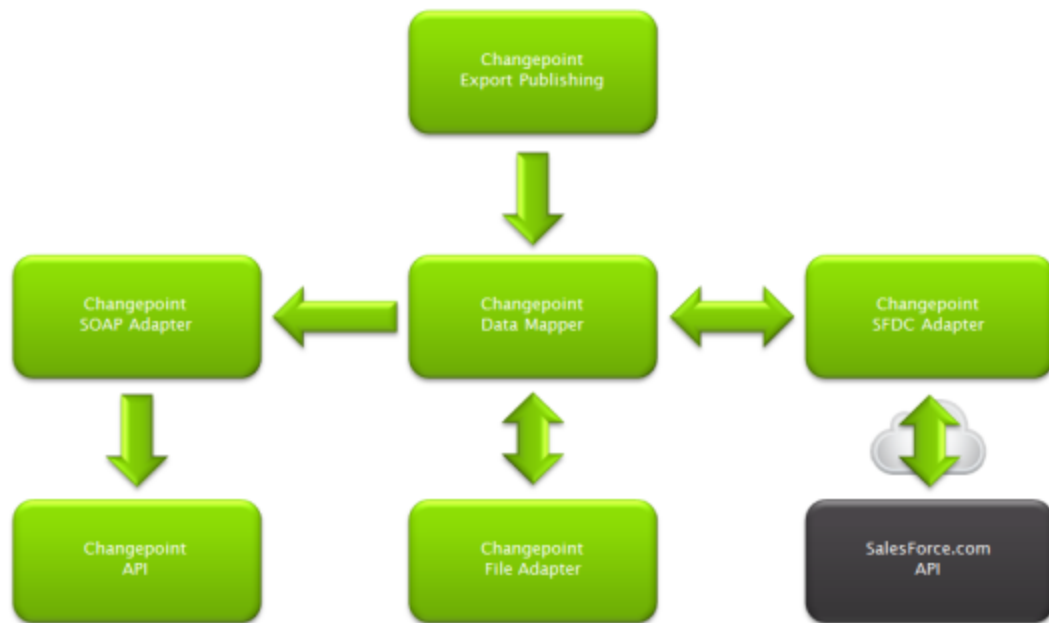 Changepoint
Export Publishing
Changepoint
SOAP Adapter
Changepoint
Data Mapper
Changepoint
SFDC Adapter
Changepoint
API
Changepoint
File Adapter
SalesForce.com
API